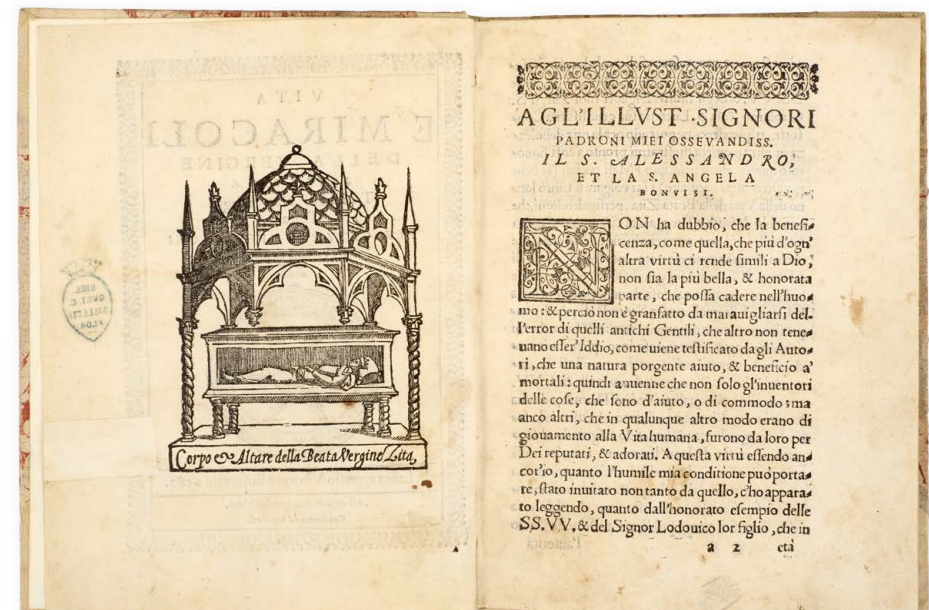 Corpo & Altare della Beata Vergine Zita,
AGL'ILLVST·SIGNORI
PADRONI MIEI OSSEVANDISS.
IL S. ALESSANDRO,
ET LA S. ANGELA
BONVISI.
NON ha dubbio, che la benefi-
cenza, come quella, che più d'ogn'
altra virtù ci rende simili a Dio,
non sia la più bella, & honorata
parte, che possa cadere nell'huo-
mo: & perciò non è granfatto da marauigliarsi del-
l'error di quelli antichi Gentili, che altro non tene-
uano esser' Iddio, come uiene testificato da gli Auto-
ri, che una natura porgente aiuto, & beneficio a'
mortali: quindi auuenne che non solo gl'inuentori
delle cose, che sono d'aiuto, o di commodo: ma
anco altri, che in qualunque altro modo erano di
giouamento alla Vita humana, furono da loro per
Dei reputati, & adorati. A questa virtù essendo an-
cor'io, quanto l'humile mia conditione può porta-
re, stato inuitato non tanto da quello, c'ho appara-
to leggendo, quanto dall'honorato esempio delle
SS. VV. & del Signor Lodouico lor figlio, che in
a 2 età